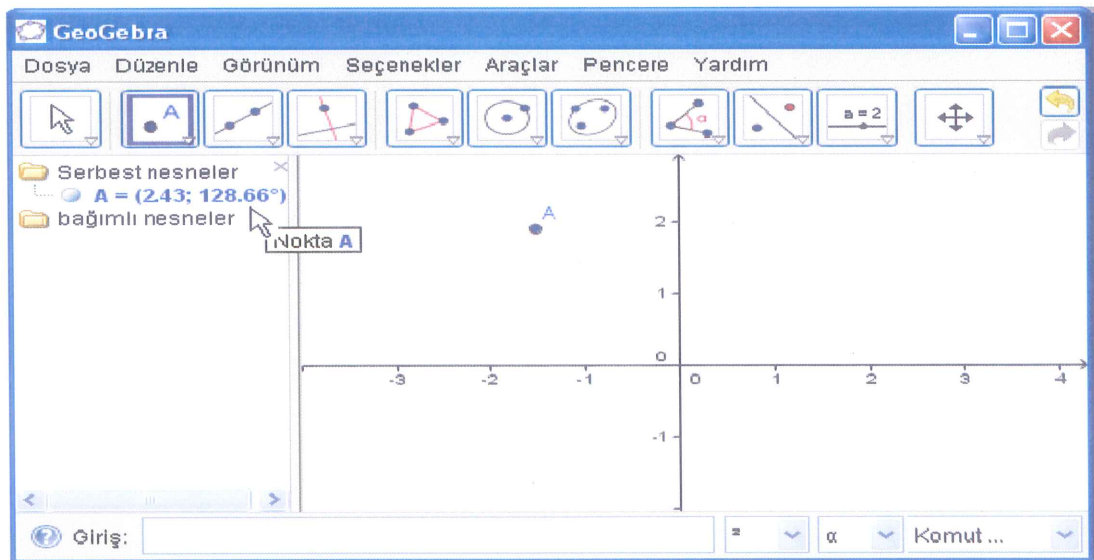 GeoGebra
Dosya Düzenle Görünüm Seçenekler Araçlar Pencere Yardım
A α a = 2
Serbest nesneler
A = (2.43; 128.66°)
bağımlı nesneler
Nokta A
A
2
1
0
-3 -2 -1 0 1 2 3 4
-1
Giriş: ² α Komut ...